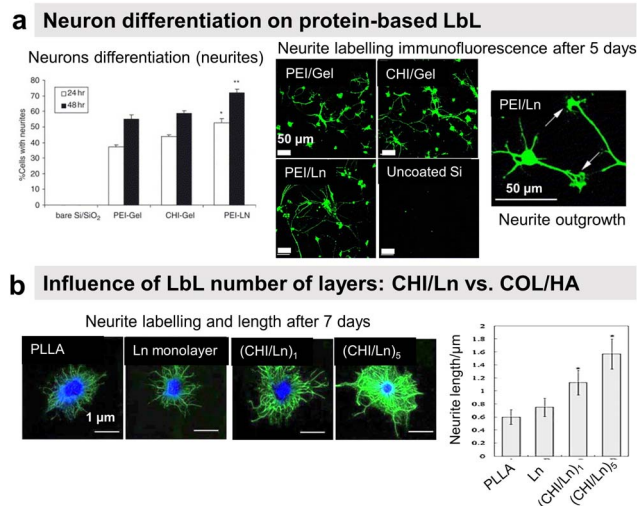 a Neuron differentiation on protein-based LbL
Neurons differentiation (neurites)
Neurite labelling immunofluorescence after 5 days
80
70
60
50
40
30
20
10
0
%Cells with neurites
24 hr
48 hr
*
**
bare Si/SiO2
PEI-Gel
CHI-Gel
PEI-LN
PEI/Gel
50 µm
CHI/Gel
PEI/Ln
Uncoated Si
PEI/Ln
50 µm
Neurite outgrowth
b Influence of LbL number of layers: CHI/Ln vs. COL/HA
Neurite labelling and length after 7 days
PLLA
1 µm
Ln monolayer
(CHI/Ln)1
(CHI/Ln)5
Neurite length/µm
2
1.8
1.6
1.4
1.2
1
0.8
0.6
0.4
0.2
0
PLLA
Ln
(CHI/Ln)1
(CHI/Ln)5